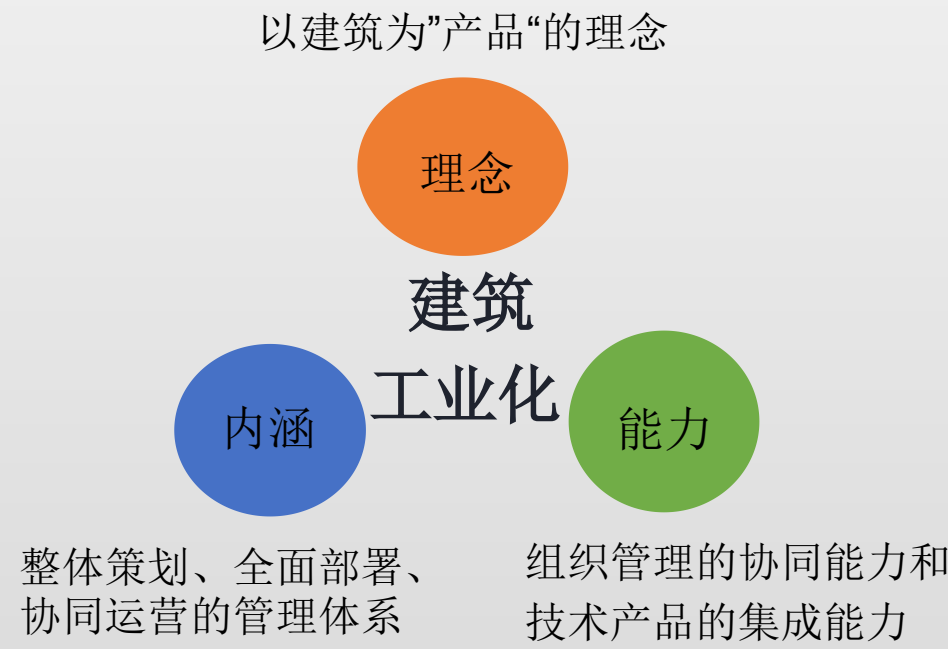 以建筑为”产品“的理念
理念
建筑
工业化
内涵
能力
整体策划、全面部署、
协同运营的管理体系
组织管理的协同能力和
技术产品的集成能力